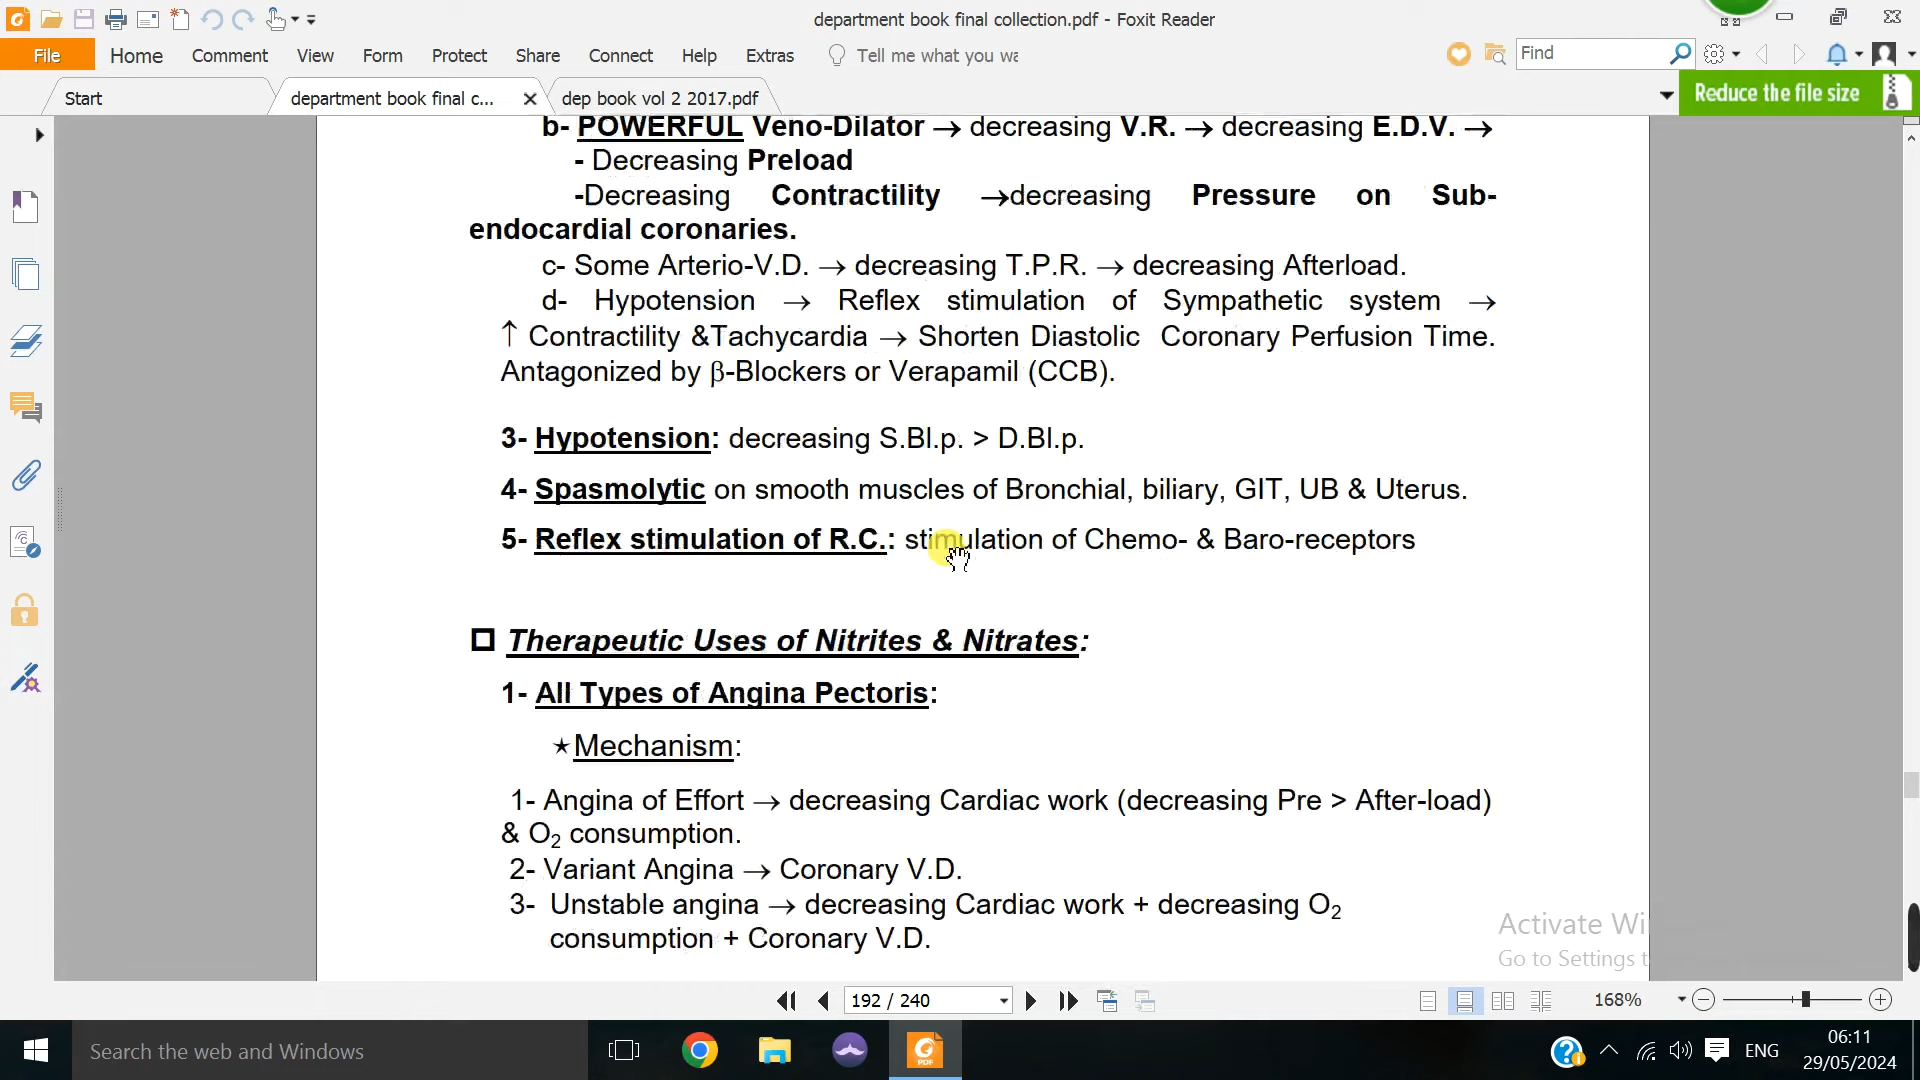 department book final collection.pdf - Foxit Reader
File Home Comment View Form Protect Share Connect Help Extras Tell me what you wa Find
Start department book final c... dep book vol 2 2017.pdf Reduce the file size
b- POWERFUL Veno-Dilator → decreasing V.R. → decreasing E.D.V. →
- Decreasing Preload
-Decreasing Contractility →decreasing Pressure on Sub-
endocardial coronaries.
c- Some Arterio-V.D. → decreasing T.P.R. → decreasing Afterload.
d- Hypotension → Reflex stimulation of Sympathetic system →
↑ Contractility &Tachycardia → Shorten Diastolic Coronary Perfusion Time.
Antagonized by β-Blockers or Verapamil (CCB).
3- Hypotension: decreasing S.Bl.p. > D.Bl.p.
4- Spasmolytic on smooth muscles of Bronchial, biliary, GIT, UB & Uterus.
5- Reflex stimulation of R.C.: stimulation of Chemo- & Baro-receptors
Therapeutic Uses of Nitrites & Nitrates:
1- All Types of Angina Pectoris:
★Mechanism:
1- Angina of Effort → decreasing Cardiac work (decreasing Pre > After-load)
& O₂ consumption.
2- Variant Angina → Coronary V.D.
3- Unstable angina → decreasing Cardiac work + decreasing O₂
consumption + Coronary V.D.
Activate Wi
Go to Settings t
192 / 240 168%
Search the web and Windows PDF ENG 06:11
29/05/2024